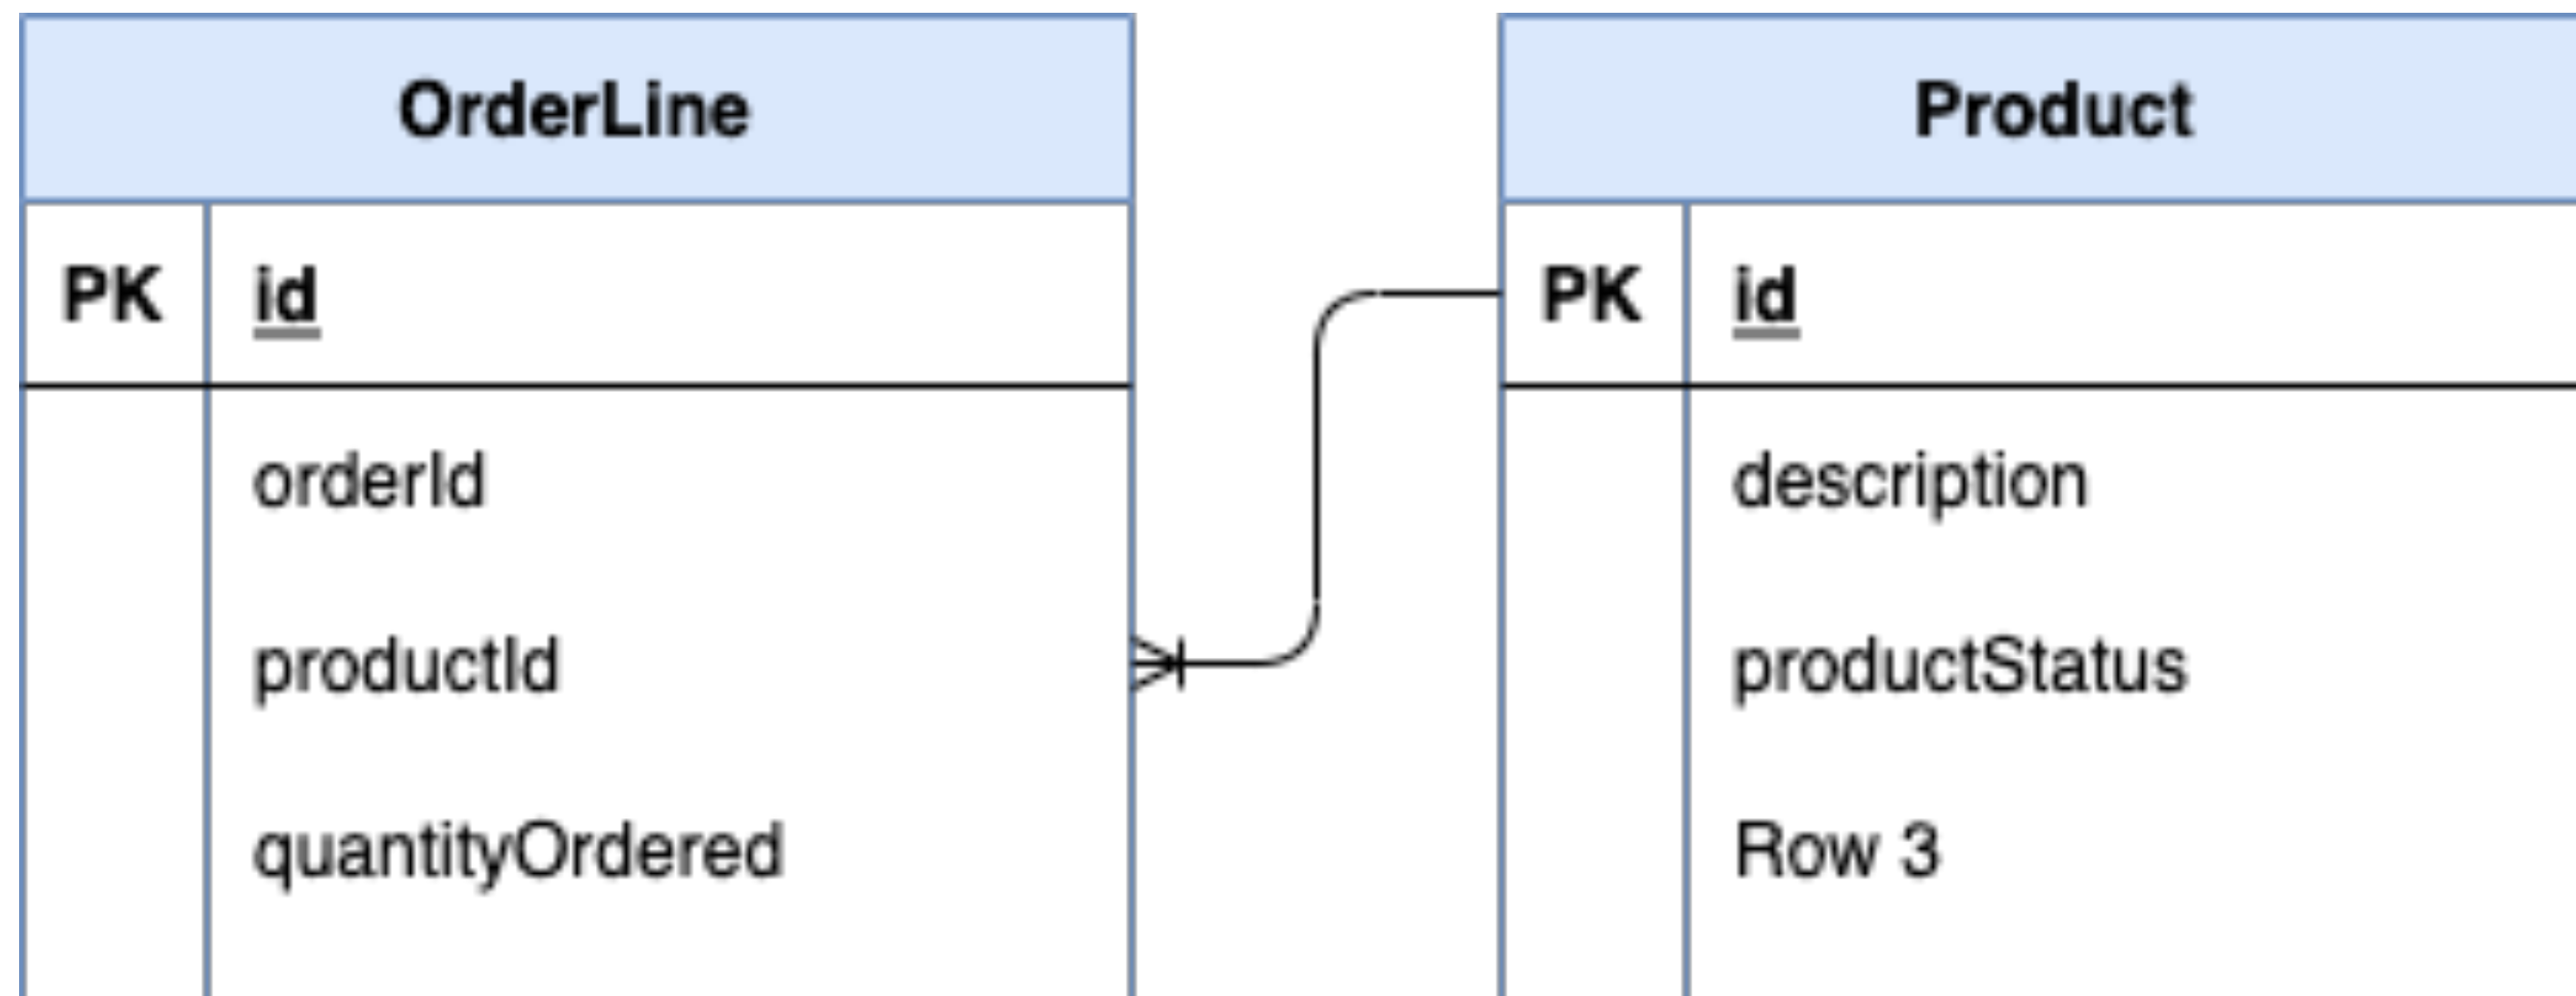 OrderLine
PK id
orderId
productId
quantityOrdered
Product
PK id
description
productStatus
Row 3